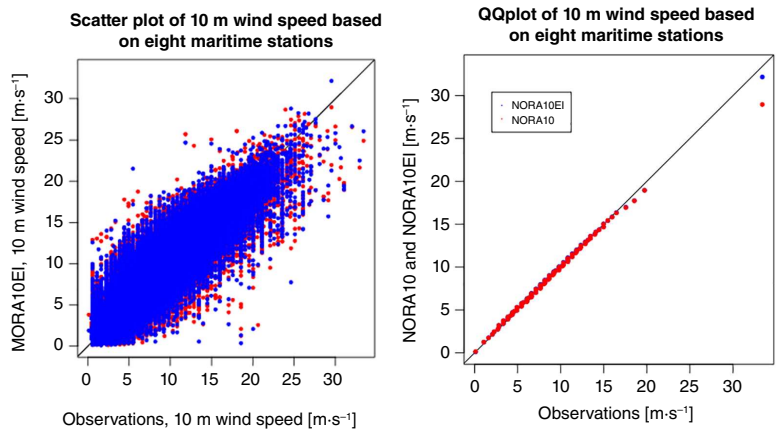 Scatter plot of 10 m wind speed based
on eight maritime stations
MORA10EI, 10 m wind speed [m·s⁻¹]
30
25
20
15
10
5
0
0 5 10 15 20 25 30
Observations, 10 m wind speed [m·s⁻¹]
QQplot of 10 m wind speed based
on eight maritime stations
NORA10 and NORA10EI [m·s⁻¹]
30
25
20
15
10
5
0
NORA10EI
NORA10
0 5 10 15 20 25 30
Observations [m·s⁻¹]